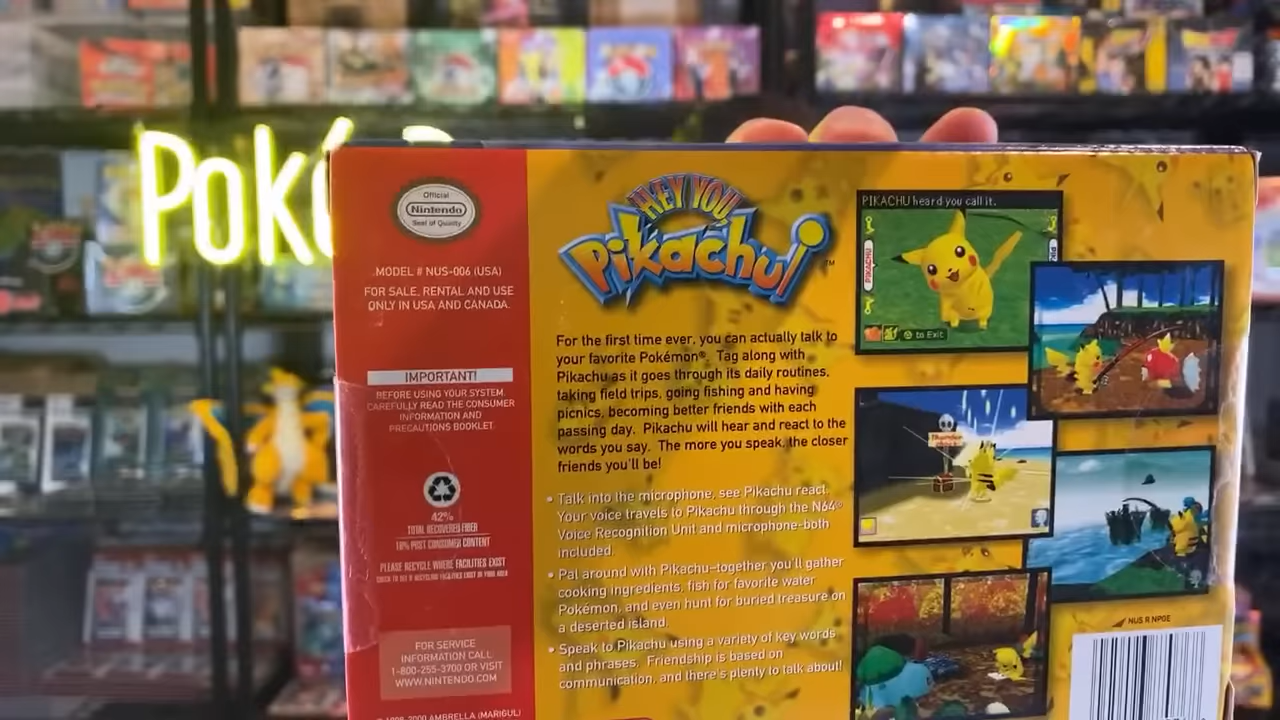 Poké
Official
Nintendo
Seal of Quality
MODEL # NUS-006 (USA)
FOR SALE, RENTAL AND USE
ONLY IN USA AND CANADA.
IMPORTANT!
BEFORE USING YOUR SYSTEM,
CAREFULLY READ THE CONSUMER
INFORMATION AND
PRECAUTIONS BOOKLET.
42%
TOTAL RECOVERED FIBER
18% POST CONSUMER CONTENT
PLEASE RECYCLE WHERE FACILITIES EXIST
FOR SERVICE
INFORMATION CALL
1-800-255-3700 OR VISIT
WWW.NINTENDO.COM
AMBRELLA (MARIGUL)
HEY YOU
Pikachu!
™
For the first time ever, you can actually talk to
your favorite Pokémon®. Tag along with
Pikachu as it goes through its daily routines,
taking field trips, going fishing and having
picnics, becoming better friends with each
passing day. Pikachu will hear and react to the
words you say. The more you speak, the closer
friends you'll be!
• Talk into the microphone, see Pikachu react.
Your voice travels to Pikachu through the N64®
Voice Recognition Unit and microphone–both
included.
• Pal around with Pikachu–together you'll gather
cooking ingredients, fish for favorite water
Pokémon, and even hunt for buried treasure on
a deserted island.
• Speak to Pikachu using a variety of key words
and phrases. Friendship is based on
communication, and there's plenty to talk about!
PIKACHU heard you call it.
PIKACHU
to Exit
NUS R NPGE